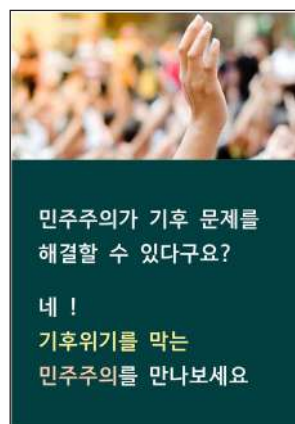 민주주의가 기후 문제를
해결할 수 있다구요?
네 !
기후위기를 막는
민주주의를 만나보세요